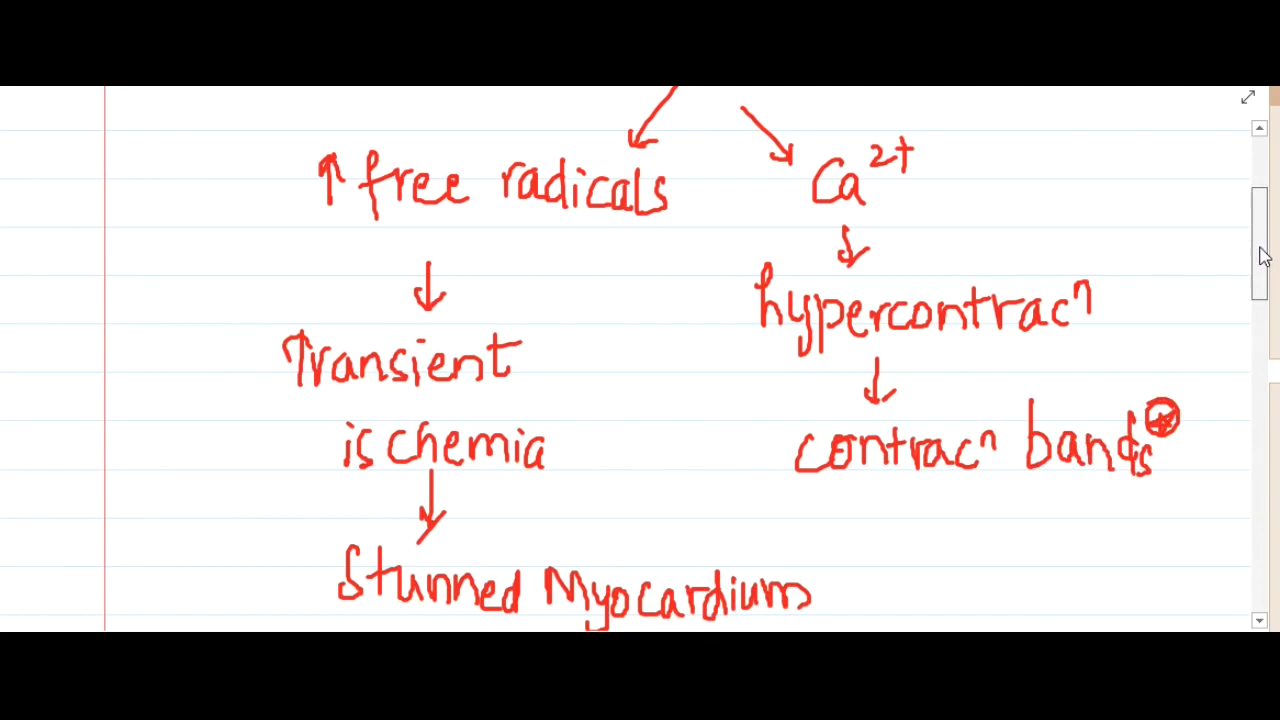 ↑ free radicals
Ca²⁺
↓
↓
hypercontracⁿ
Transient
↓
ischemia
contracⁿ bands
↓
Stunned Myocardium